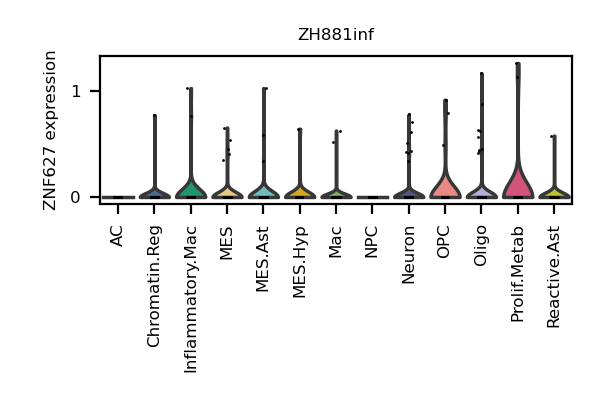 ZH881inf
ZNF627 expression
1
0
AC
Chromatin.Reg
Inflammatory.Mac
MES
MES.Ast
MES.Hyp
Mac
NPC
Neuron
OPC
Oligo
Prolif.Metab
Reactive.Ast